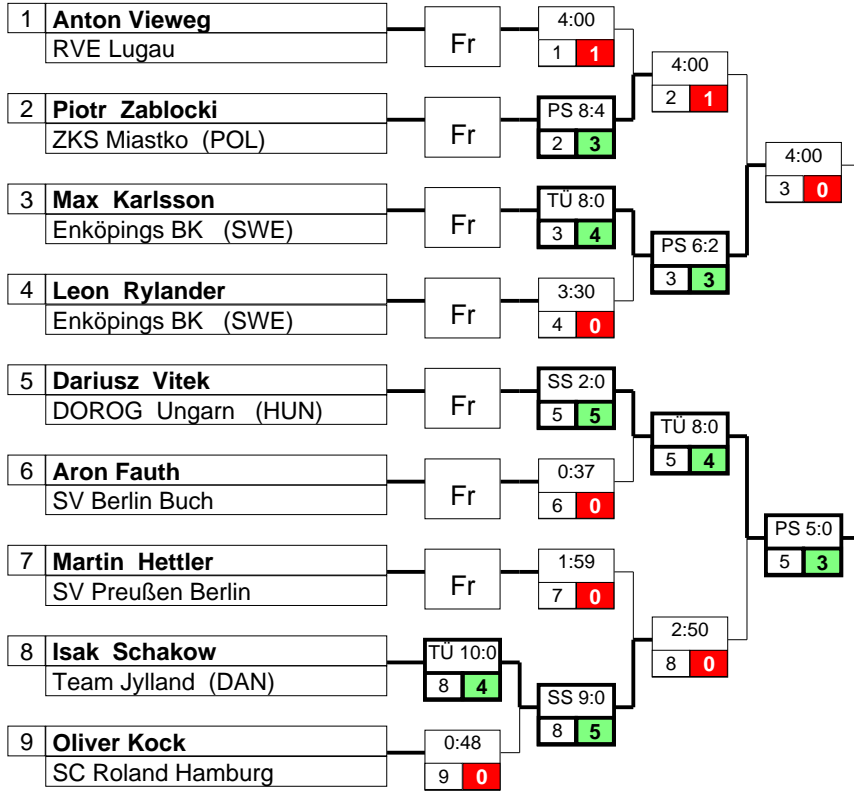 1 Anton Vieweg
RVE Lugau
Fr
4:00
1 1
4:00
2 1
2 Piotr Zablocki
ZKS Miastko (POL)
Fr
PS 8:4
2 3
4:00
3 0
3 Max Karlsson
Enköpings BK (SWE)
Fr
TÜ 8:0
3 4
PS 6:2
3 3
4 Leon Rylander
Enköpings BK (SWE)
Fr
3:30
4 0
5 Dariusz Vitek
DOROG Ungarn (HUN)
Fr
SS 2:0
5 5
TÜ 8:0
5 4
6 Aron Fauth
SV Berlin Buch
Fr
0:37
6 0
PS 5:0
5 3
7 Martin Hettler
SV Preußen Berlin
Fr
1:59
7 0
2:50
8 0
8 Isak Schakow
Team Jylland (DAN)
TÜ 10:0
8 4
SS 9:0
8 5
9 Oliver Kock
SC Roland Hamburg
0:48
9 0